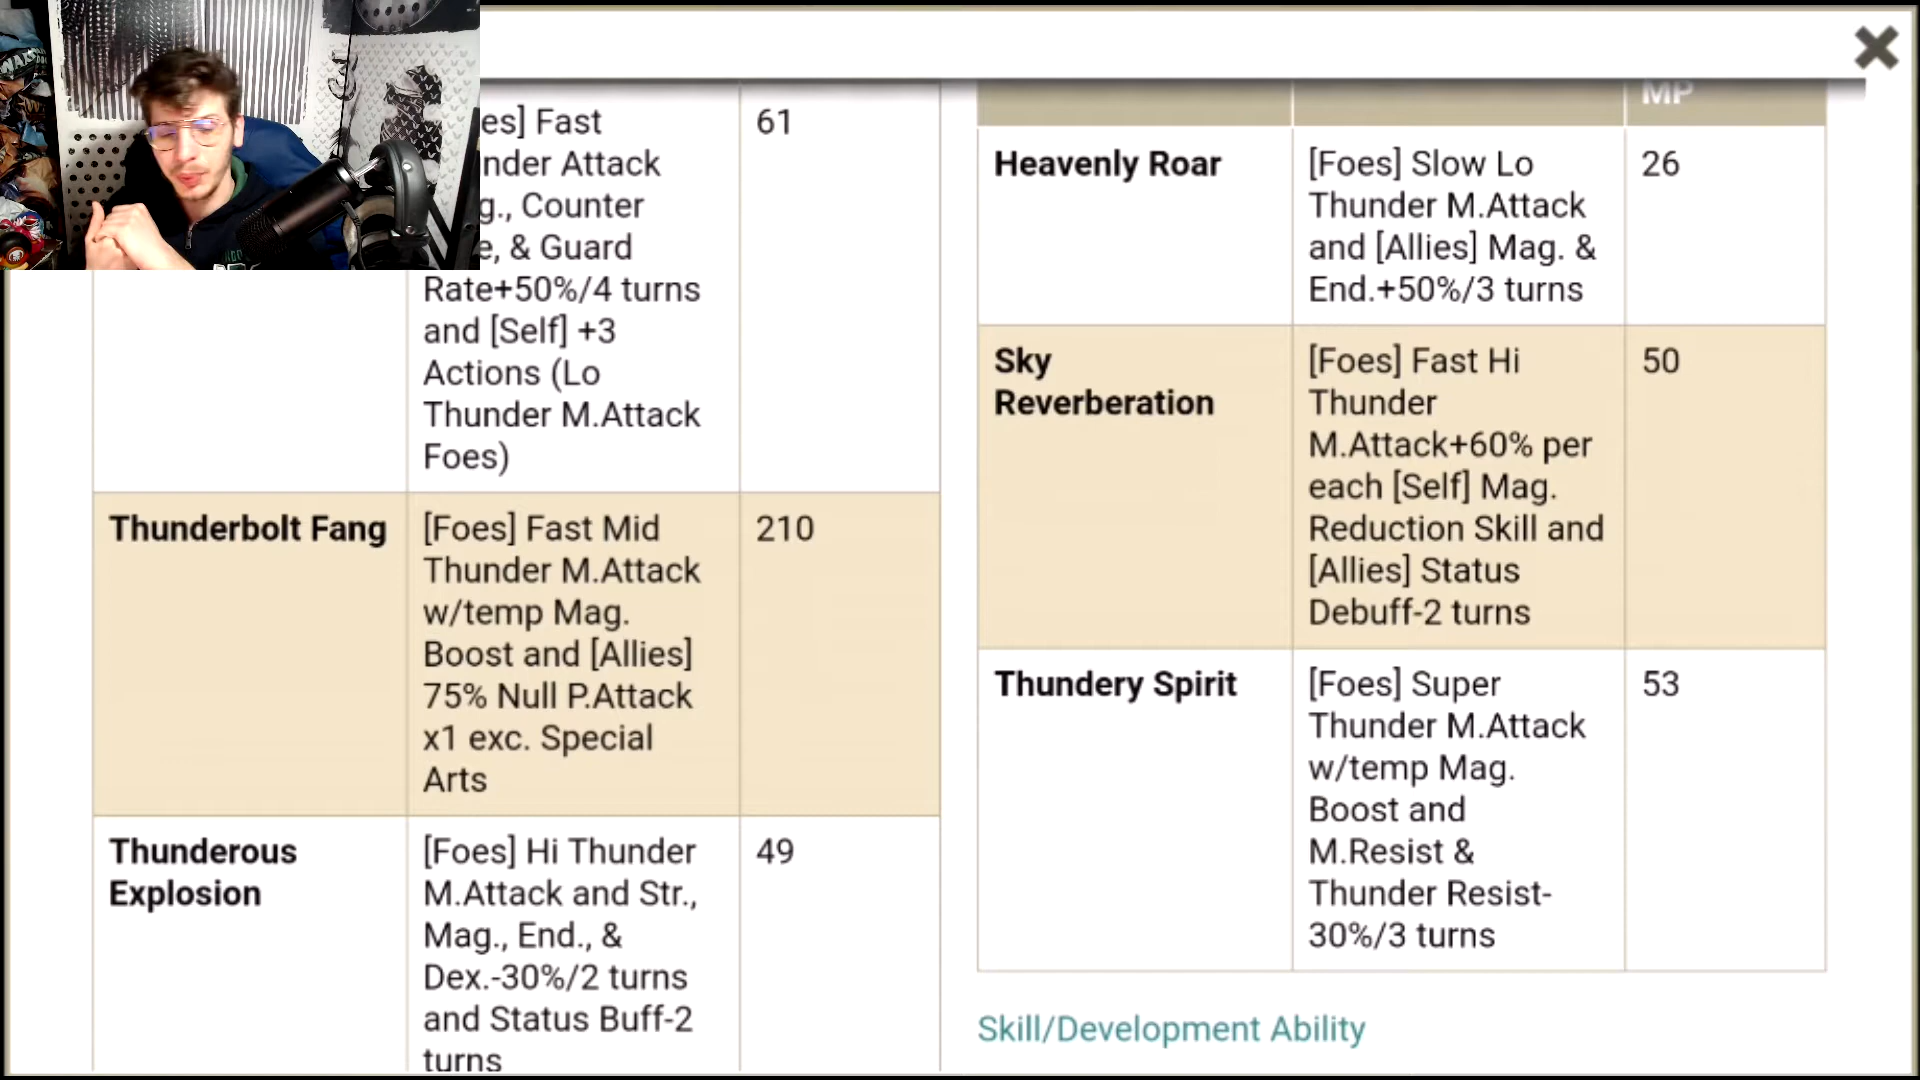 es] Fast
nder Attack
g., Counter
e, & Guard
Rate+50%/4 turns
and [Self] +3
Actions (Lo
Thunder M.Attack
Foes)
61
Thunderbolt Fang
[Foes] Fast Mid
Thunder M.Attack
w/temp Mag.
Boost and [Allies]
75% Null P.Attack
x1 exc. Special
Arts
210
Thunderous
Explosion
[Foes] Hi Thunder
M.Attack and Str.,
Mag., End., &
Dex.-30%/2 turns
and Status Buff-2
turns
49
MP
Heavenly Roar
[Foes] Slow Lo
Thunder M.Attack
and [Allies] Mag. &
End.+50%/3 turns
26
Sky
Reverberation
[Foes] Fast Hi
Thunder
M.Attack+60% per
each [Self] Mag.
Reduction Skill and
[Allies] Status
Debuff-2 turns
50
Thundery Spirit
[Foes] Super
Thunder M.Attack
w/temp Mag.
Boost and
M.Resist &
Thunder Resist-
30%/3 turns
53
Skill/Development Ability